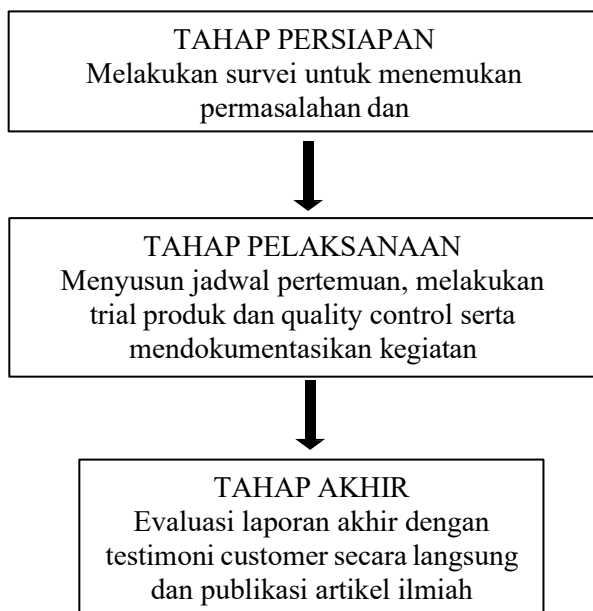 TAHAP PERSIAPAN
Melakukan survei untuk menemukan
permasalahan dan
TAHAP PELAKSANAAN
Menyusun jadwal pertemuan, melakukan
trial produk dan quality control serta
mendokumentasikan kegiatan
TAHAP AKHIR
Evaluasi laporan akhir dengan
testimoni customer secara langsung
dan publikasi artikel ilmiah